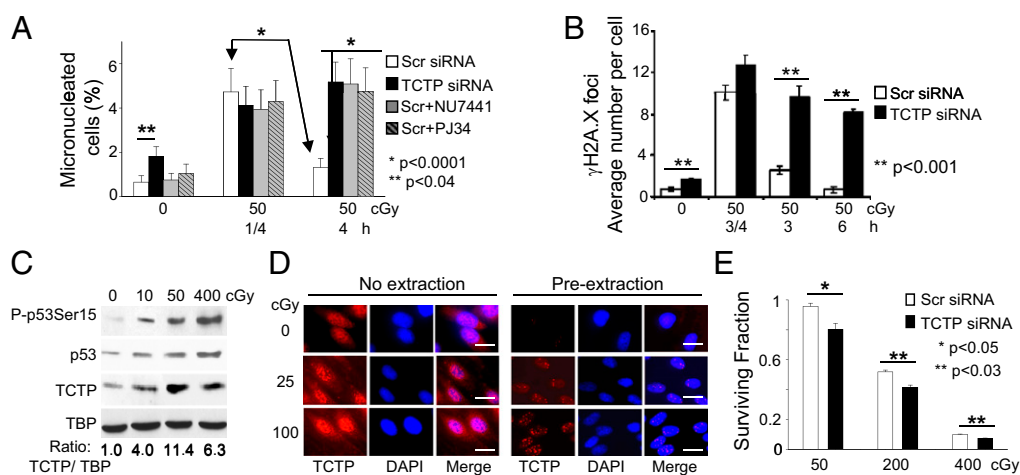 A
Micronucleated
cells (%)
6
4
2
0
*
*
**
Scr siRNA
TCTP siRNA
Scr+NU7441
Scr+PJ34
* p<0.0001
** p<0.04
0 50 50 cGy
1/4 4 h
B
γH2A.X foci
Average number per cell
16
12
8
4
0
**
**
**
Scr siRNA
TCTP siRNA
** p<0.001
0 50 50 50 cGy
3/4 3 6 h
C
0 10 50 400 cGy
P-p53Ser15
p53
TCTP
TBP
Ratio: 1.0 4.0 11.4 6.3
TCTP/ TBP
D
No extraction Pre-extraction
cGy
0
25
100
TCTP DAPI Merge TCTP DAPI Merge
E
Surviving Fraction
1
0.6
0.2
0
*
**
**
Scr siRNA
TCTP siRNA
* p<0.05
** p<0.03
50 200 400 cGy